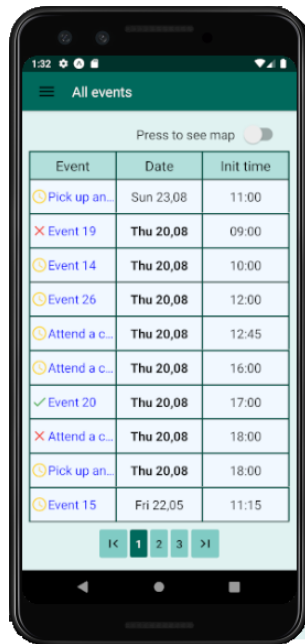 1:32
All events
Press to see map
Event Date Init time
Pick up an... Sun 23,08 11:00
Event 19 Thu 20,08 09:00
Event 14 Thu 20,08 10:00
Event 26 Thu 20,08 12:00
Attend a c... Thu 20,08 12:45
Attend a c... Thu 20,08 16:00
Event 20 Thu 20,08 17:00
Attend a c... Thu 20,08 18:00
Pick up an... Thu 20,08 18:00
Event 15 Fri 22,05 11:15
1 2 3